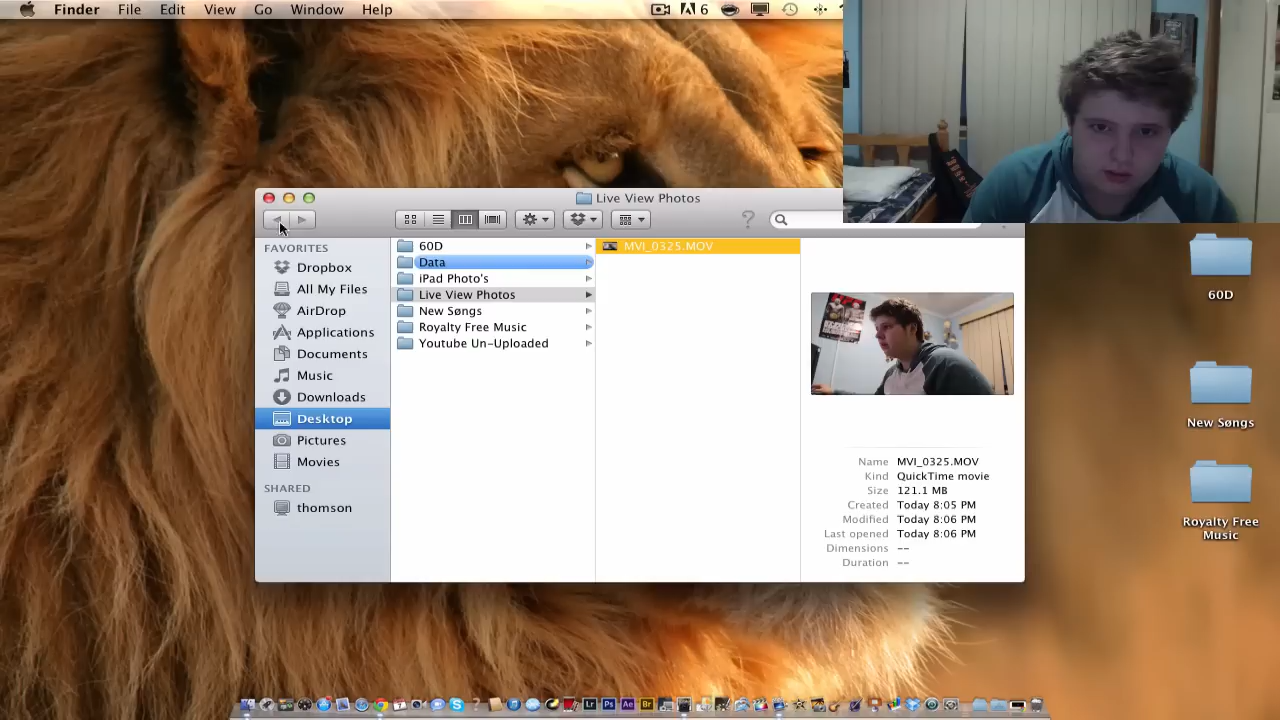 Finder File Edit View Go Window Help
6
Live View Photos
FAVORITES
Dropbox
All My Files
AirDrop
Applications
Documents
Music
Downloads
Desktop
Pictures
Movies
SHARED
thomson
60D
Data
iPad Photo's
Live View Photos
New Søngs
Royalty Free Music
Youtube Un-Uploaded
MVI_0325.MOV
Name MVI_0325.MOV
Kind QuickTime movie
Size 121.1 MB
Created Today 8:05 PM
Modified Today 8:06 PM
Last opened Today 8:06 PM
Dimensions --
Duration --
60D
New Søngs
Royalty Free
Music
Lr Ps Ae Br